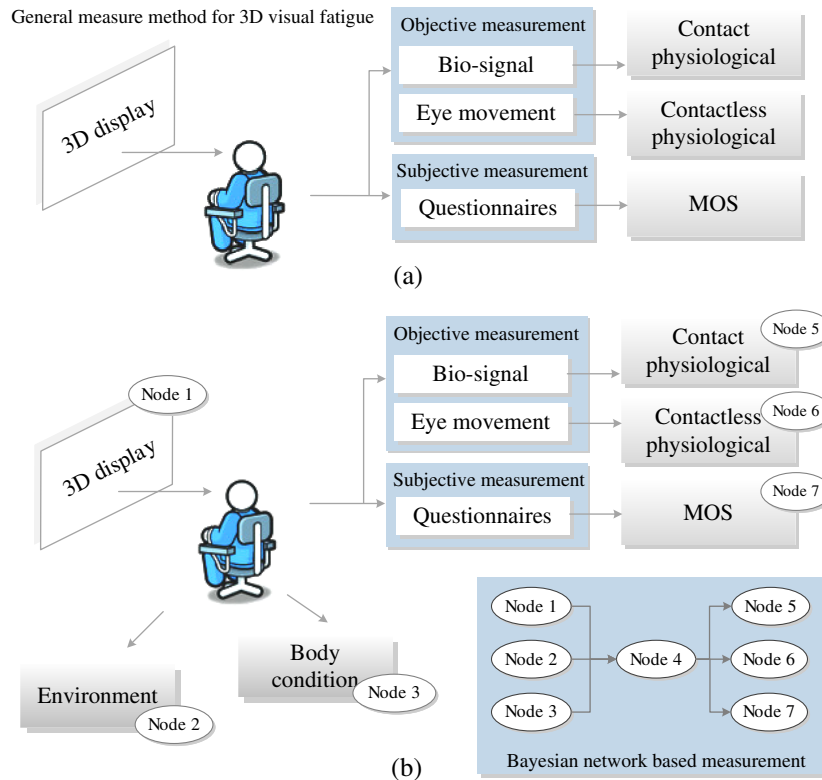 General measure method for 3D visual fatigue
3D display
Objective measurement
Bio-signal
Eye movement
Subjective measurement
Questionnaires
Contact
physiological
Contactless
physiological
MOS
(a)
Node 1
3D display
Objective measurement
Bio-signal
Eye movement
Subjective measurement
Questionnaires
Contact
physiological
Node 5
Contactless
physiological
Node 6
MOS
Node 7
Environment
Node 2
Body
condition
Node 3
Node 1
Node 2
Node 3
Node 4
Node 5
Node 6
Node 7
Bayesian network based measurement
(b)